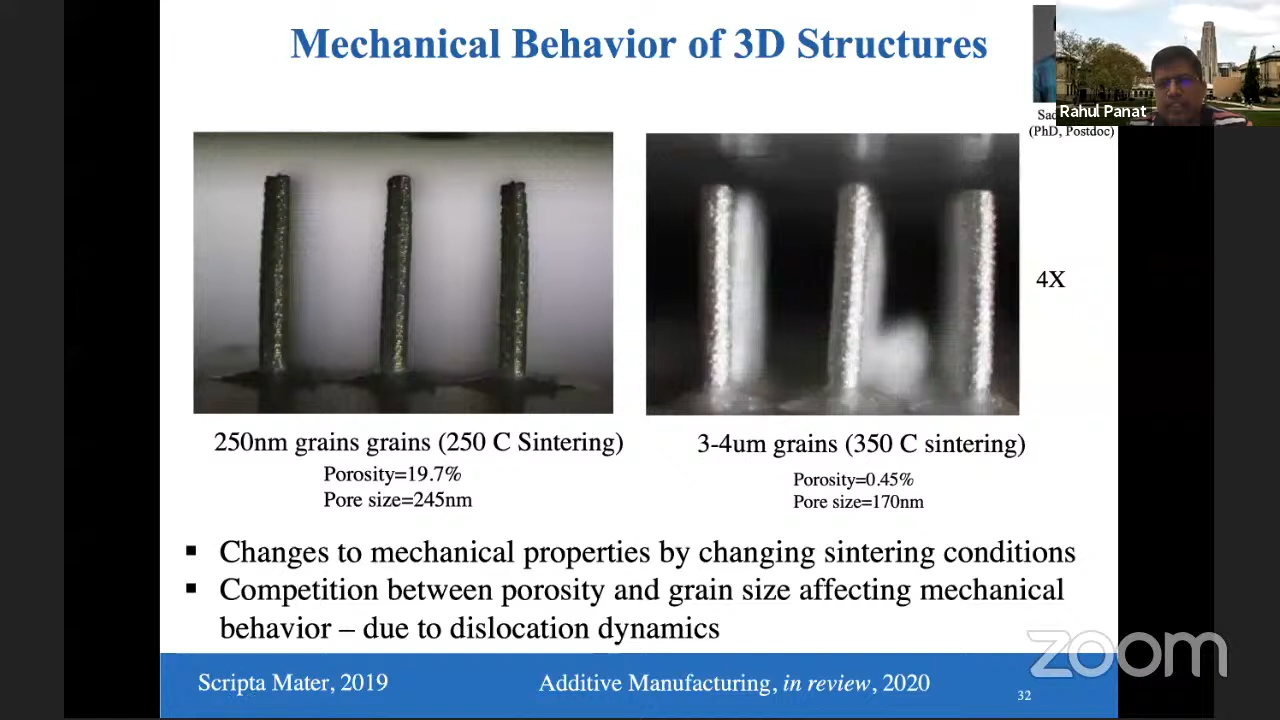 Mechanical Behavior of 3D Structures
Rahul Panat
(PhD, Postdoc)
4X
250nm grains grains (250 C Sintering)
Porosity=19.7%
Pore size=245nm
3-4um grains (350 C sintering)
Porosity=0.45%
Pore size=170nm
▪ Changes to mechanical properties by changing sintering conditions
▪ Competition between porosity and grain size affecting mechanical
behavior – due to dislocation dynamics
zoom
Scripta Mater, 2019
Additive Manufacturing, in review, 2020
32